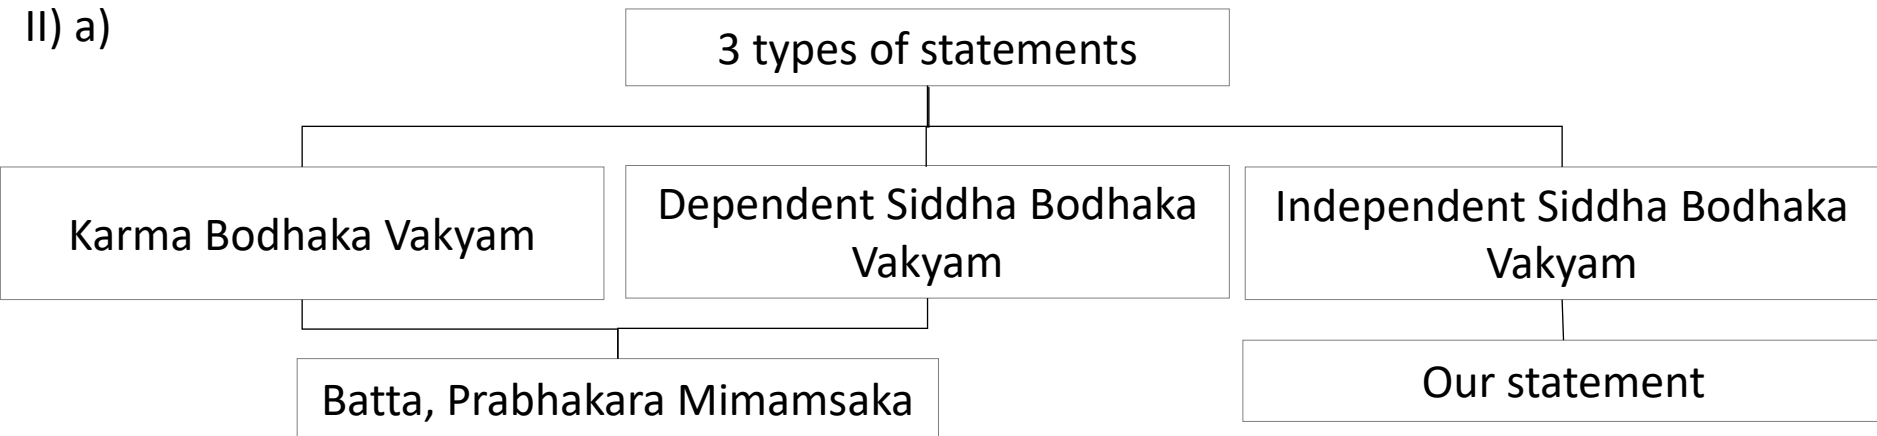 II) a)
3 types of statements
Karma Bodhaka Vakyam
Dependent Siddha Bodhaka
Vakyam
Independent Siddha Bodhaka
Vakyam
Batta, Prabhakara Mimamsaka
Our statement